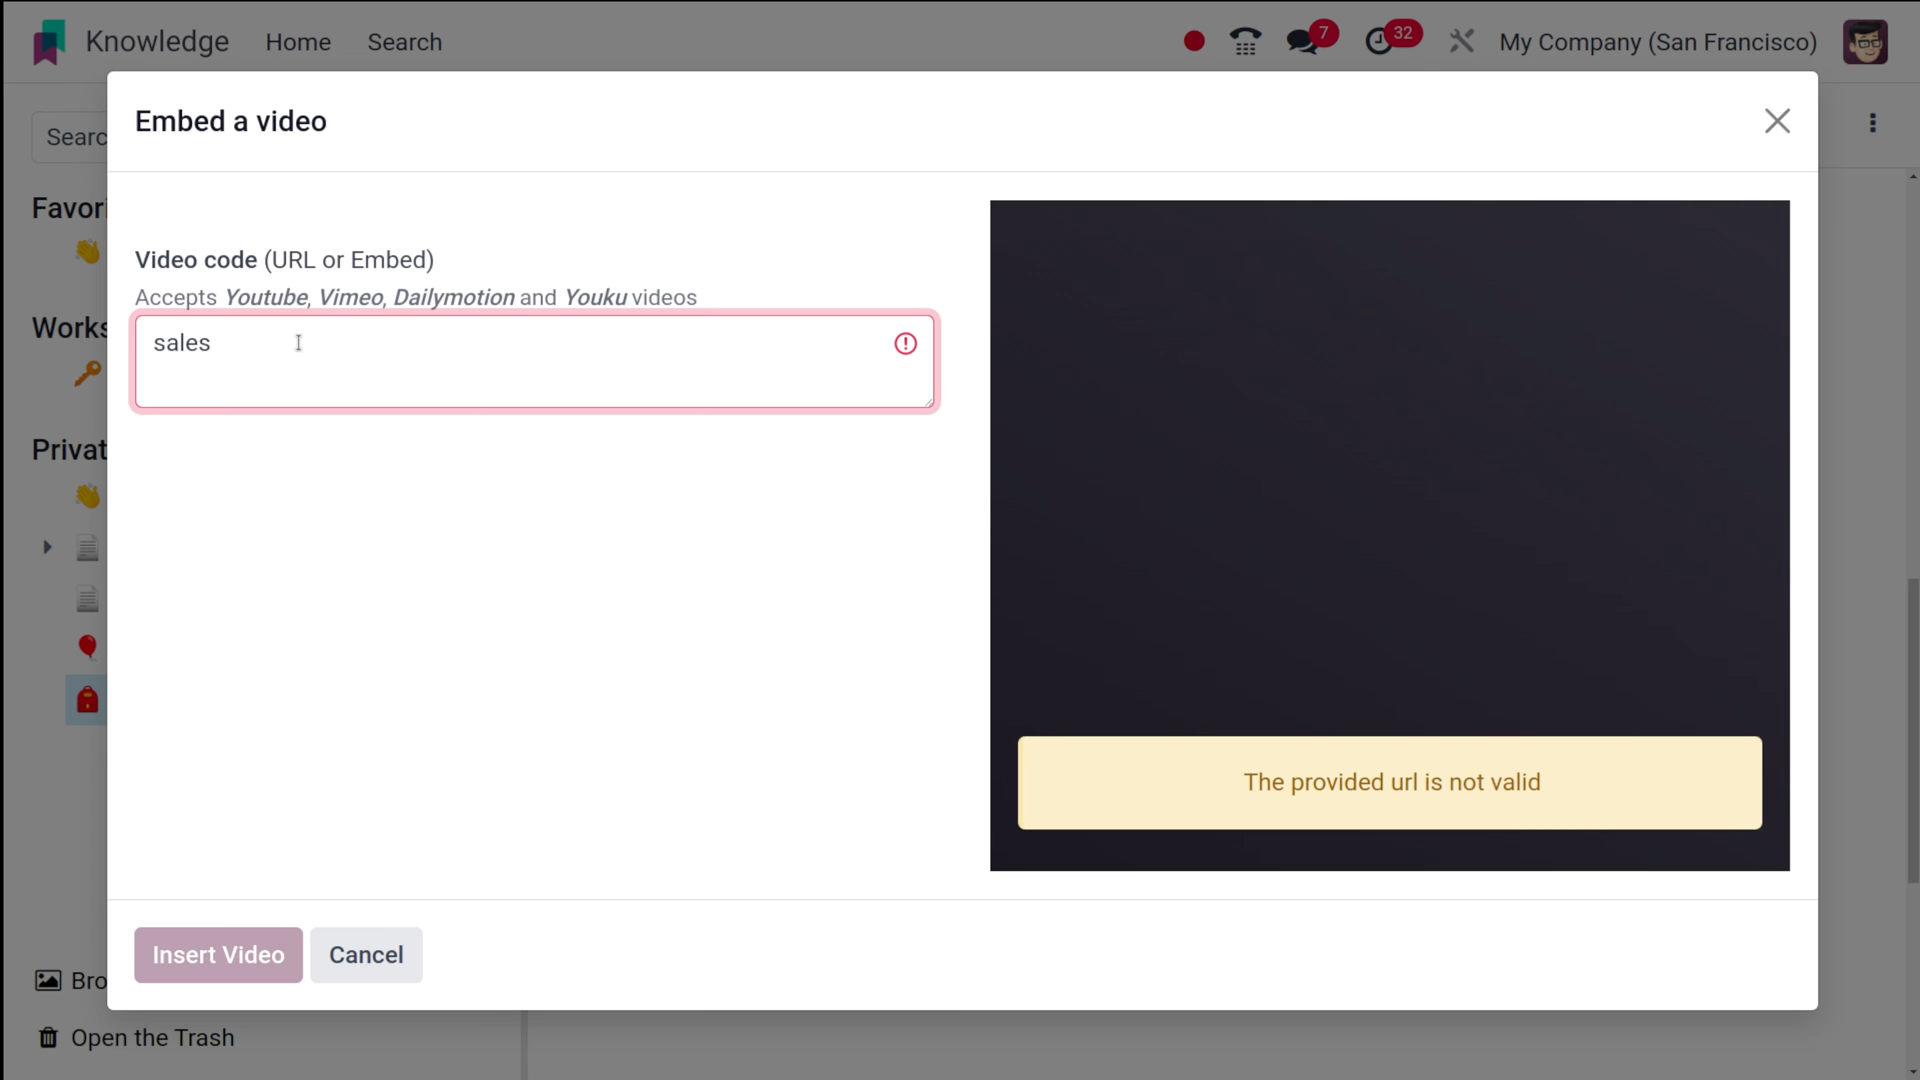 Knowledge Home Search 7 32 My Company (San Francisco)
Embed a video
Searc
Favori
Video code (URL or Embed)
Accepts Youtube, Vimeo, Dailymotion and Youku videos
Works
sales
Privat
The provided url is not valid
Insert Video Cancel
Bro
Open the Trash